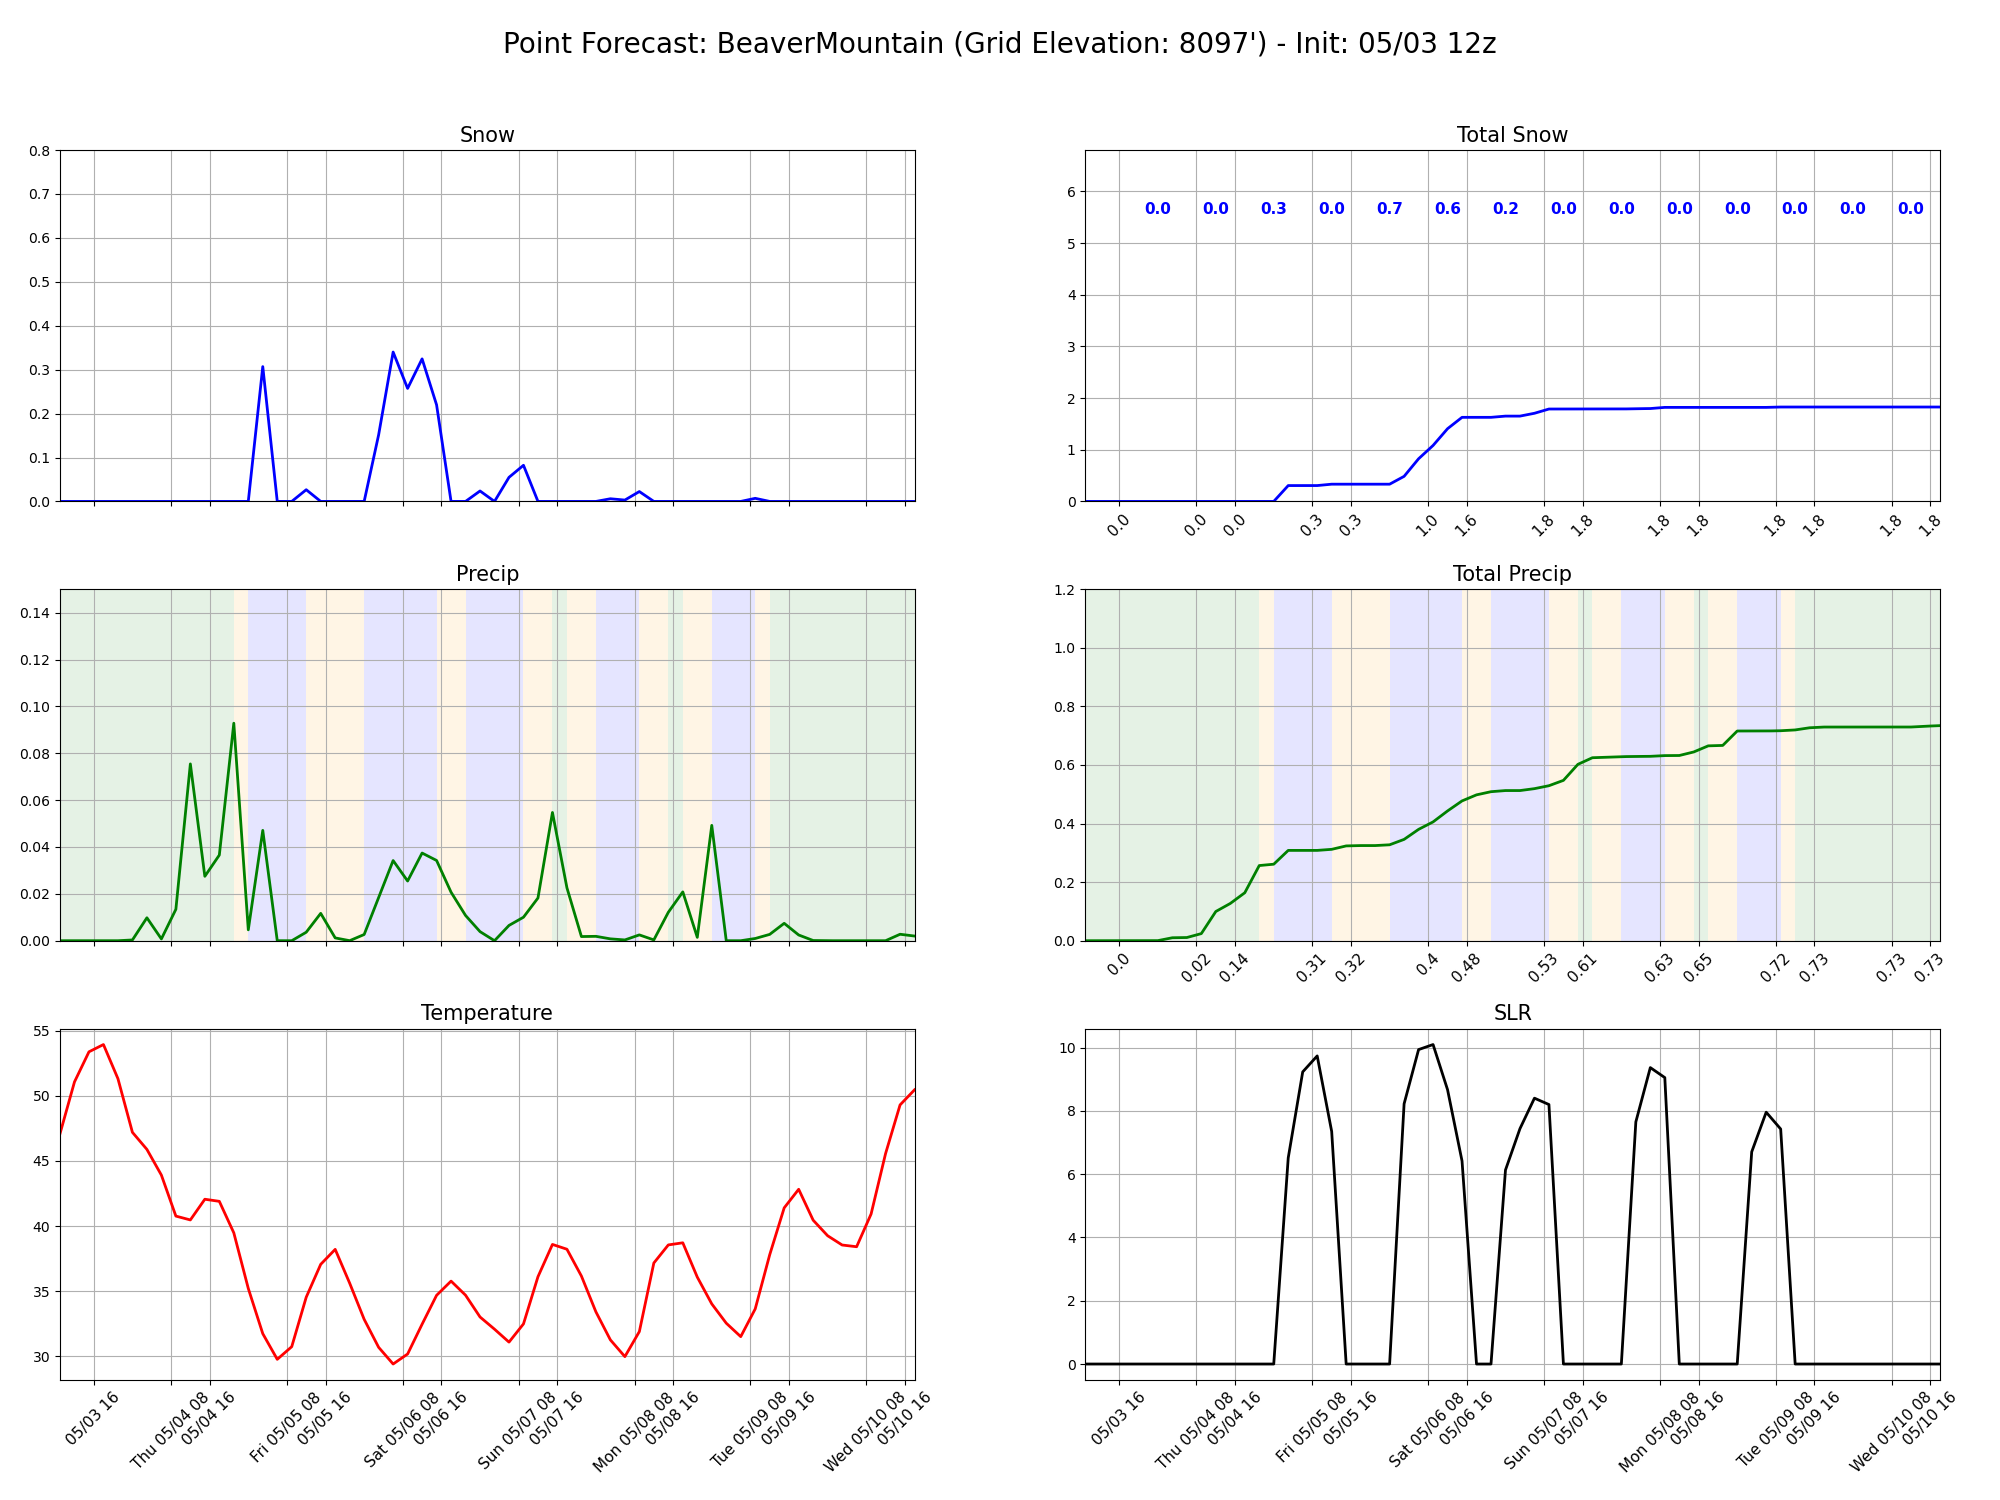 Point Forecast: BeaverMountain (Grid Elevation: 8097') - Init: 05/03 12z
Snow
0.8
0.7
0.6
0.5
0.4
0.3
0.2
0.1
0.0
Total Snow
6
5
4
3
2
1
0
0.0 0.0 0.3 0.0 0.7 0.6 0.2 0.0 0.0 0.0 0.0 0.0 0.0 0.0
0.0 0.0 0.0 0.3 0.3 1.0 1.6 1.8 1.8 1.8 1.8 1.8 1.8 1.8 1.8
Precip
0.14
0.12
0.10
0.08
0.06
0.04
0.02
0.00
Total Precip
1.2
1.0
0.8
0.6
0.4
0.2
0.0
0.0 0.02 0.14 0.31 0.32 0.4 0.48 0.53 0.61 0.63 0.65 0.72 0.73 0.73 0.73
Temperature
55
50
45
40
35
30
05/03 16
Thu 05/04 08
05/04 16
Fri 05/05 08
05/05 16
Sat 05/06 08
05/06 16
Sun 05/07 08
05/07 16
Mon 05/08 08
05/08 16
Tue 05/09 08
05/09 16
Wed 05/10 08
05/10 16
SLR
10
8
6
4
2
0
05/03 16
Thu 05/04 08
05/04 16
Fri 05/05 08
05/05 16
Sat 05/06 08
05/06 16
Sun 05/07 08
05/07 16
Mon 05/08 08
05/08 16
Tue 05/09 08
05/09 16
Wed 05/10 08
05/10 16